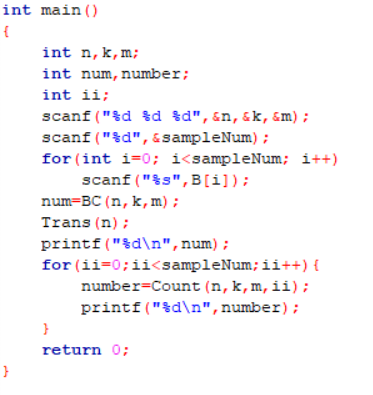 int main()
{
    int n,k,m;
    int num,number;
    int ii;
    scanf("%d %d %d",&n,&k,&m);
    scanf("%d",&sampleNum);
    for(int i=0; i<sampleNum; i++)
        scanf("%s",B[i]);
    num=BC(n,k,m);
    Trans(n);
    printf("%d\n",num);
    for(ii=0;ii<sampleNum;ii++){
        number=Count(n,k,m,ii);
        printf("%d\n",number);
    }
    return 0;
}